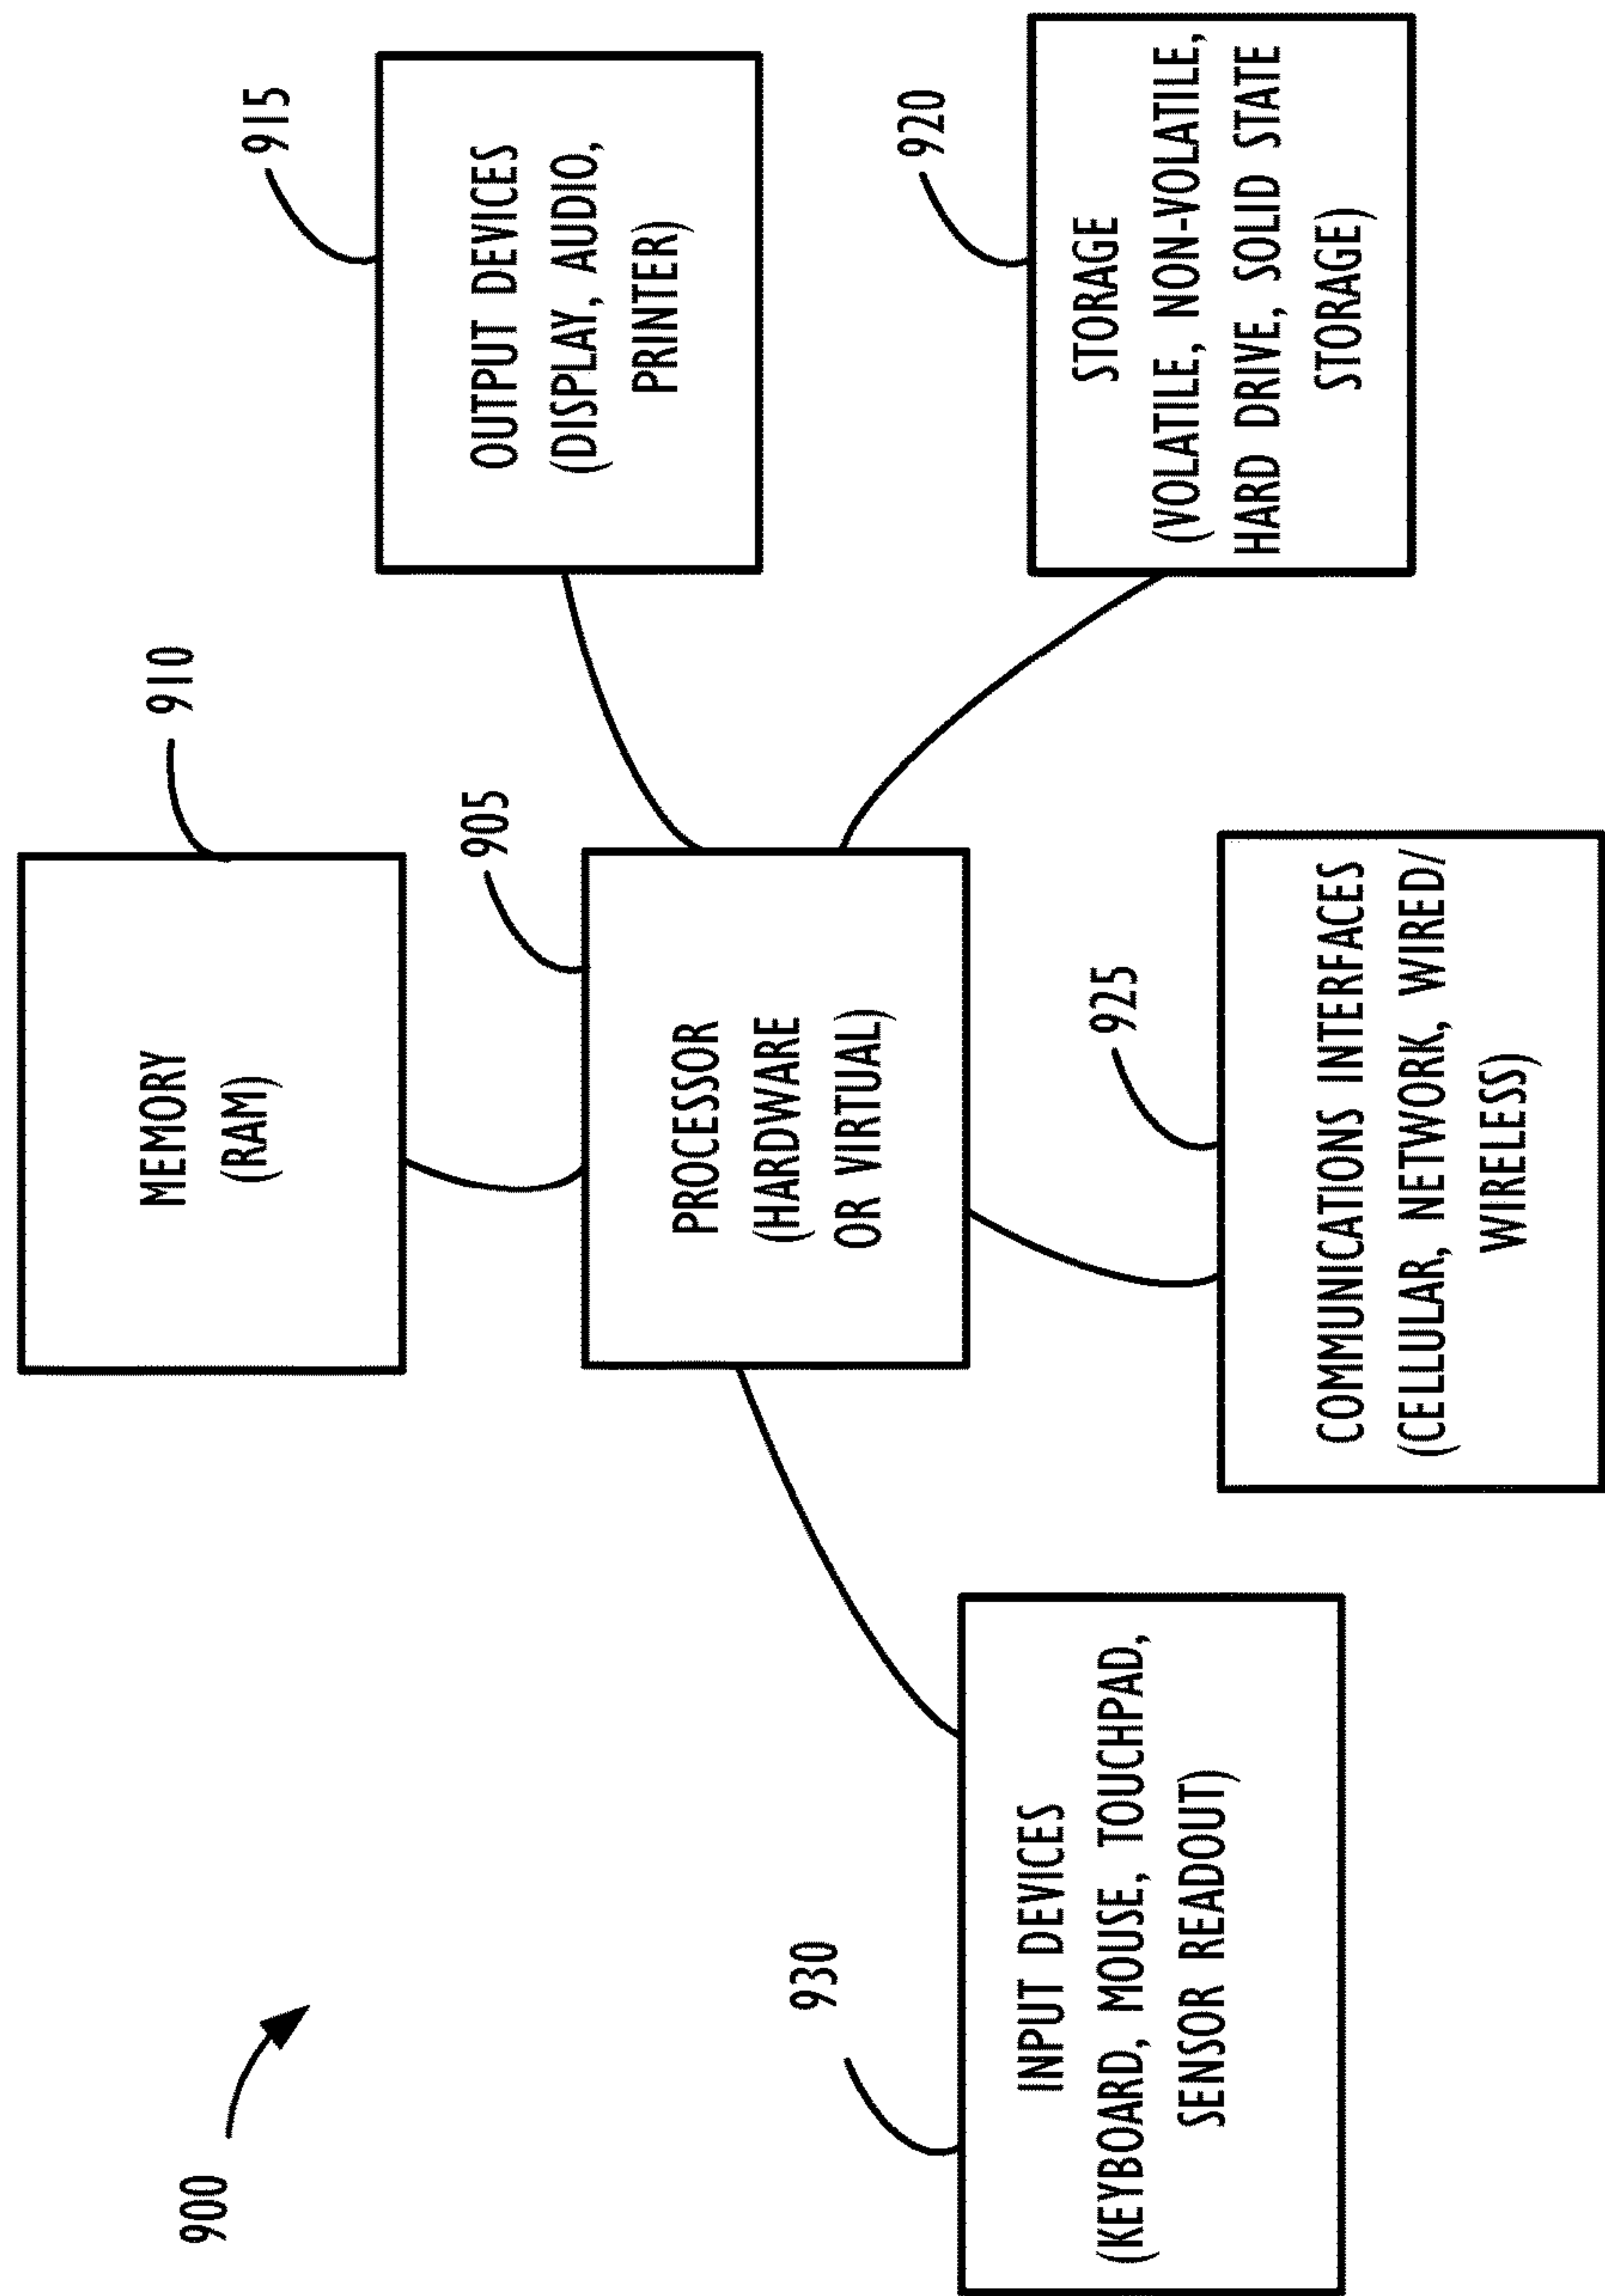 900
910
MEMORY
(RAM)
915
OUTPUT DEVICES
(DISPLAY, AUDIO,
PRINTER)
905
PROCESSOR
(HARDWARE
OR VIRTUAL)
930
INPUT DEVICES
(KEYBOARD, MOUSE, TOUCHPAD,
SENSOR READOUT)
925
COMMUNICATIONS INTERFACES
(CELLULAR, NETWORK, WIRED/
WIRELESS)
920
STORAGE
(VOLATILE, NON-VOLATILE,
HARD DRIVE, SOLID STATE
STORAGE)